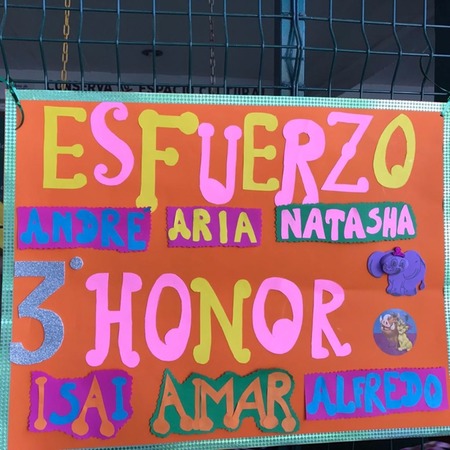 ESFUERZO
ANDRE ARIA NATASHA
3° HONOR
ISAI AIMAR ALFREDO